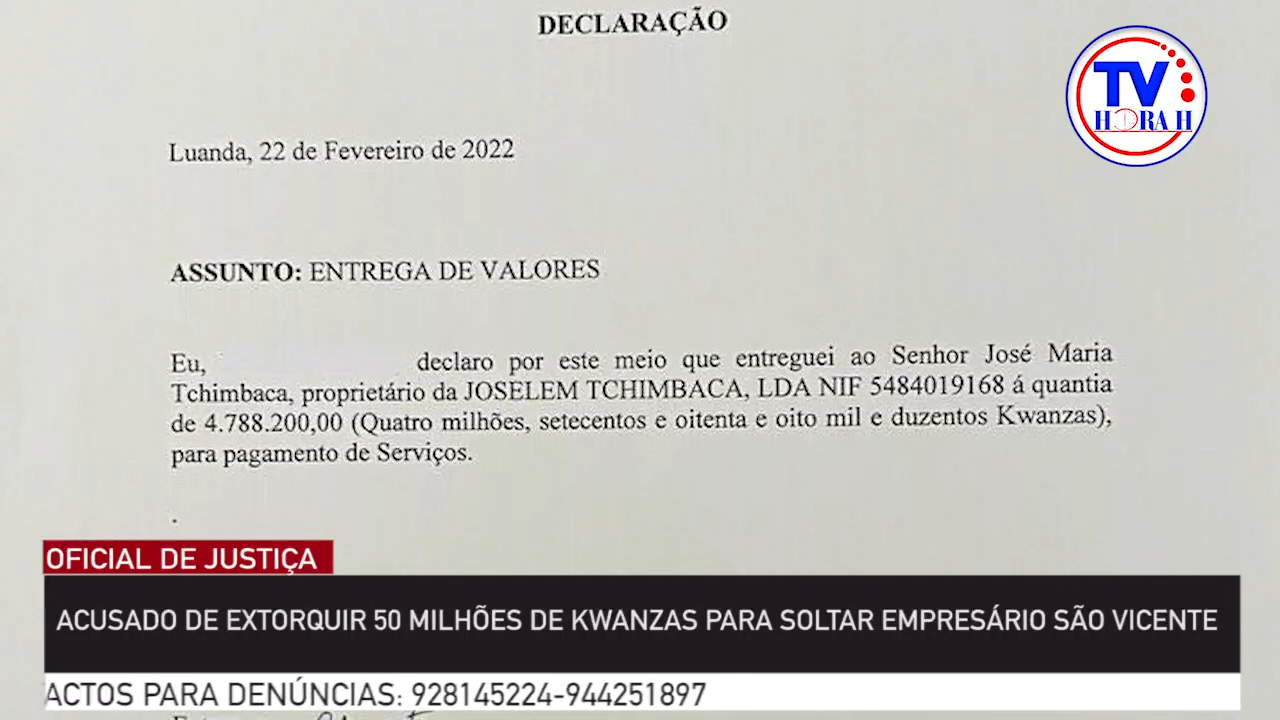 DECLARAÇÃO
TV
HORA H
Luanda, 22 de Fevereiro de 2022
ASSUNTO: ENTREGA DE VALORES
Eu, declaro por este meio que entreguei ao Senhor José Maria
Tchimbaca, proprietário da JOSELEM TCHIMBACA, LDA NIF 5484019168 á quantia
de 4.788.200,00 (Quatro milhões, setecentos e oitenta e oito mil e duzentos Kwanzas),
para pagamento de Serviços.
.
OFICIAL DE JUSTIÇA
ACUSADO DE EXTORQUIR 50 MILHÕES DE KWANZAS PARA SOLTAR EMPRESÁRIO SÃO VICENTE
ACTOS PARA DENÚNCIAS: 928145224-944251897